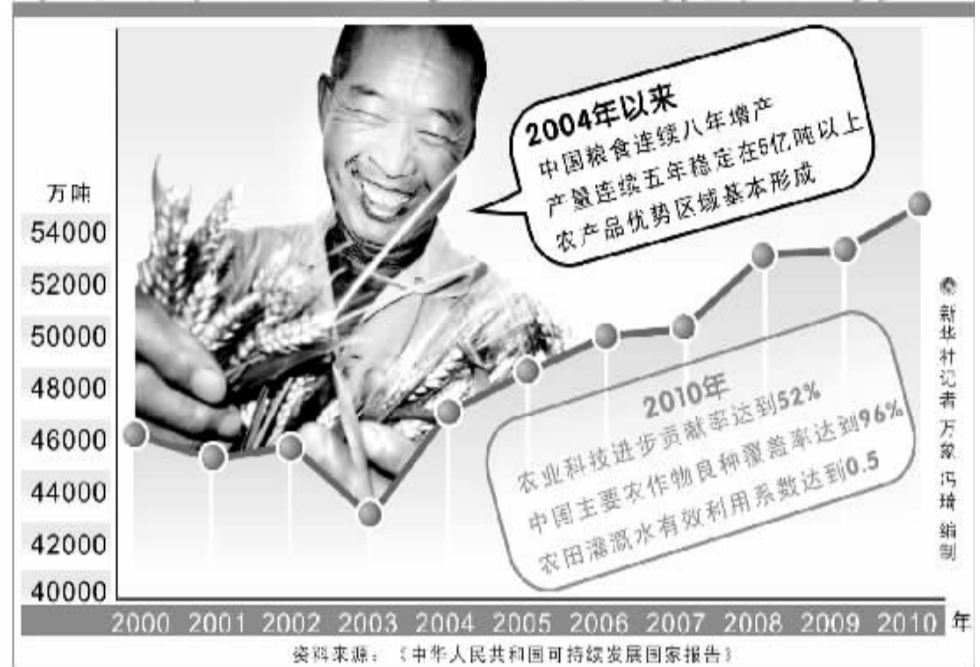 2004年以来
中国粮食连续八年增产
产量连续五年稳定在5亿吨以上
农产品优势区域基本形成
万吨
54000
52000
50000
48000
46000
44000
42000
40000
2010年
农业科技进步贡献率达到52%
中国主要农作物良种覆盖率达到96%
农田灌溉水有效利用系数达到0.5
新华社记者 万象 冯琦 编制
2000 2001 2002 2003 2004 2005 2006 2007 2008 2009 2010 年
资料来源:《中华人民共和国可持续发展国家报告》